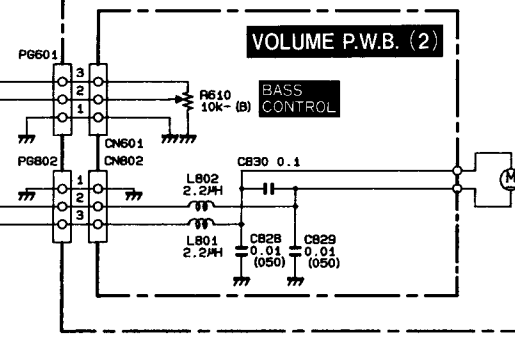 VOLUME P.W.B. (2)
PG601
3
2
1
R610
10k-(B)
BASS
CONTROL
CN601
PG802
CN802
1
2
3
C830 0.1
L802
2.2μH
M
L801
2.2μH
C828
0.01
(050)
C829
0.01
(050)